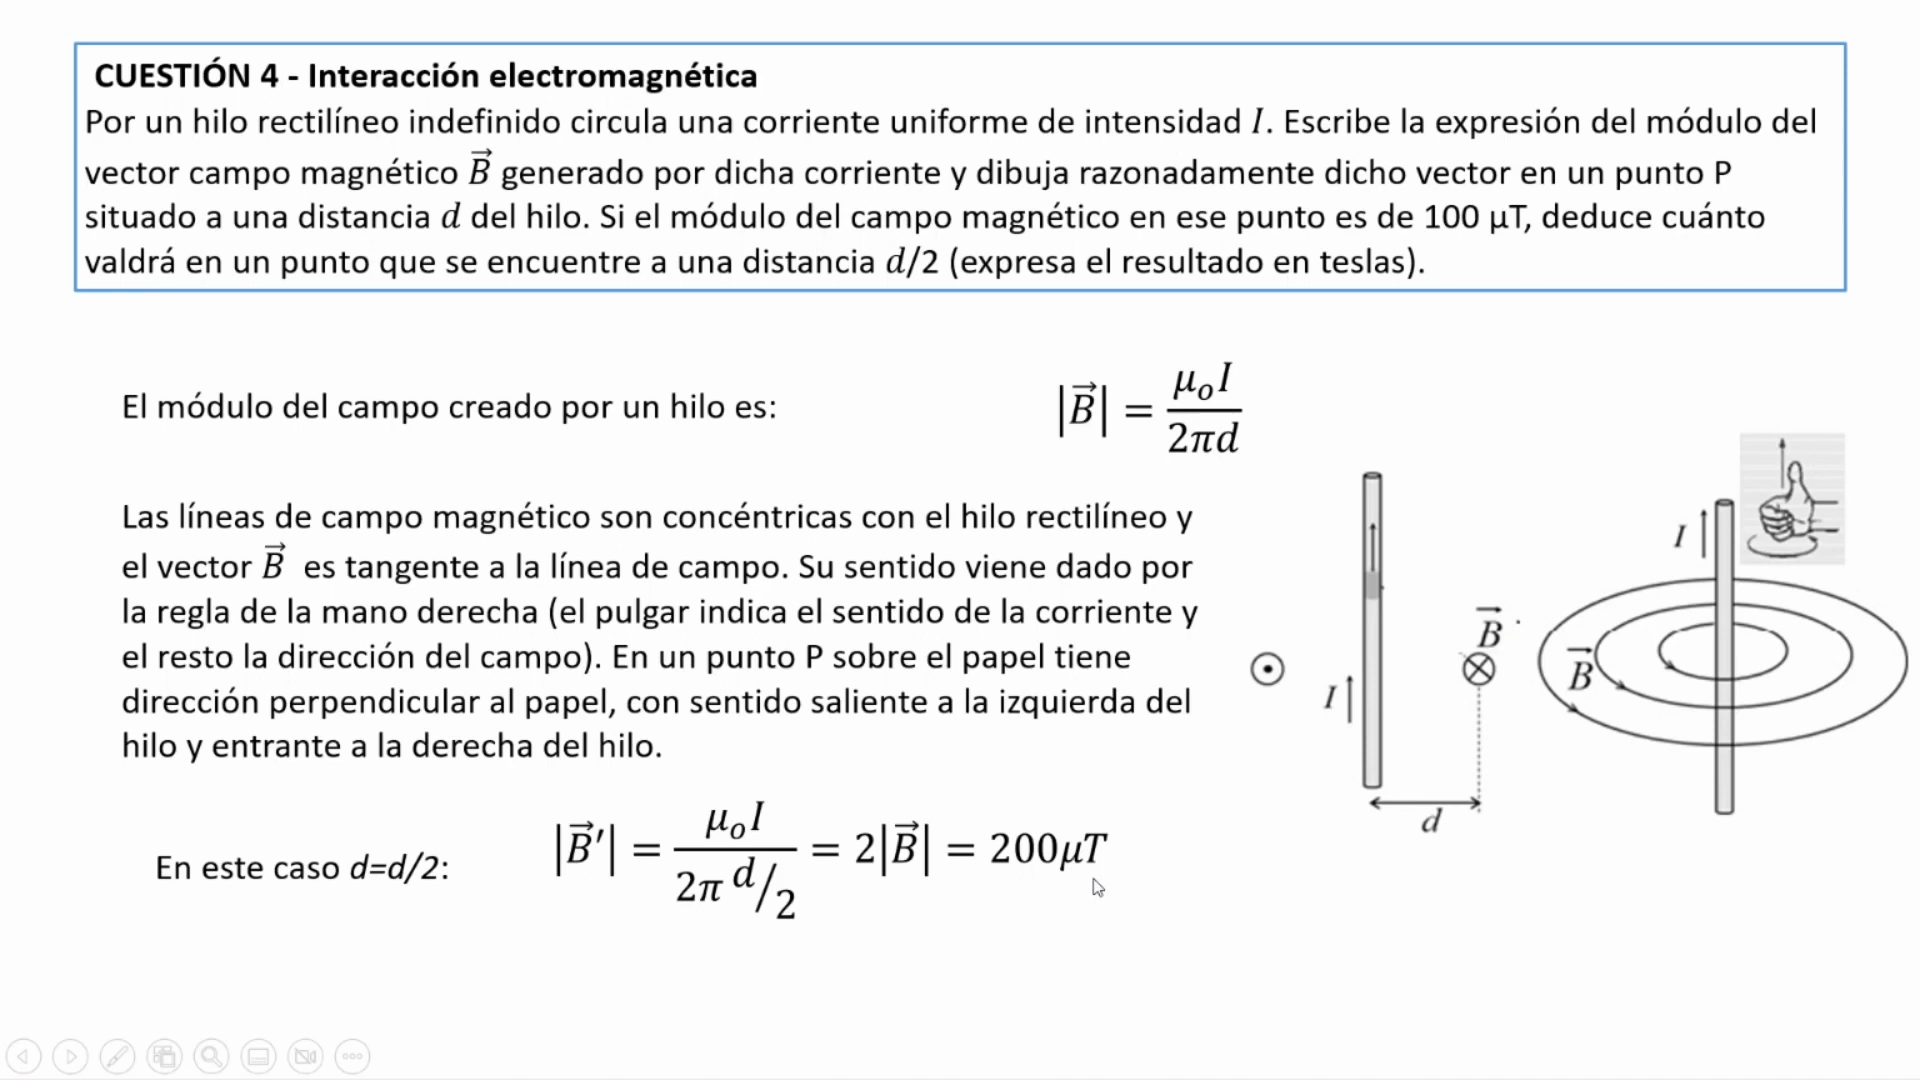 CUESTIÓN 4 - Interacción electromagnética
Por un hilo rectilíneo indefinido circula una corriente uniforme de intensidad I. Escribe la expresión del módulo del
vector campo magnético B⃗ generado por dicha corriente y dibuja razonadamente dicho vector en un punto P
situado a una distancia d del hilo. Si el módulo del campo magnético en ese punto es de 100 μT, deduce cuánto
valdrá en un punto que se encuentre a una distancia d/2 (expresa el resultado en teslas).
El módulo del campo creado por un hilo es:
|B⃗| = μₒI / 2πd
Las líneas de campo magnético son concéntricas con el hilo rectilíneo y
el vector B⃗ es tangente a la línea de campo. Su sentido viene dado por
la regla de la mano derecha (el pulgar indica el sentido de la corriente y
el resto la dirección del campo). En un punto P sobre el papel tiene
dirección perpendicular al papel, con sentido saliente a la izquierda del
hilo y entrante a la derecha del hilo.
I
B⃗
d
I
B⃗
En este caso d=d/2:
|B⃗′| = μₒI / 2π d/2 = 2|B⃗| = 200μT